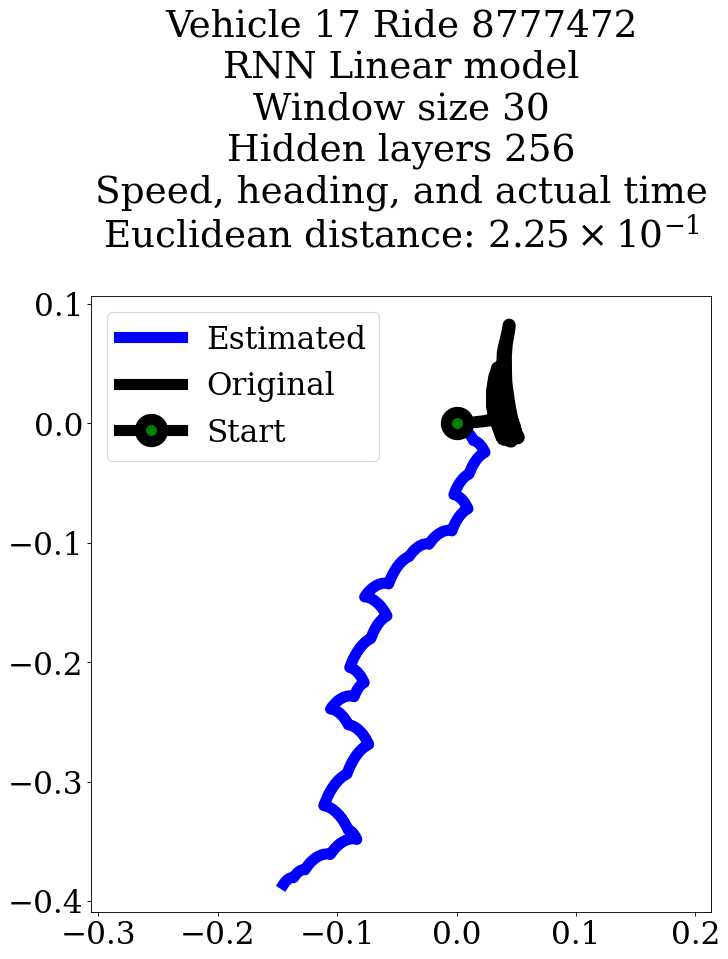 Vehicle 17 Ride 8777472
RNN Linear model
Window size 30
Hidden layers 256
Speed, heading, and actual time
Euclidean distance: 2.25 × 10⁻¹
Estimated
Original
Start
0.1
0.0
−0.1
−0.2
−0.3
−0.4
−0.3 −0.2 −0.1 0.0 0.1 0.2